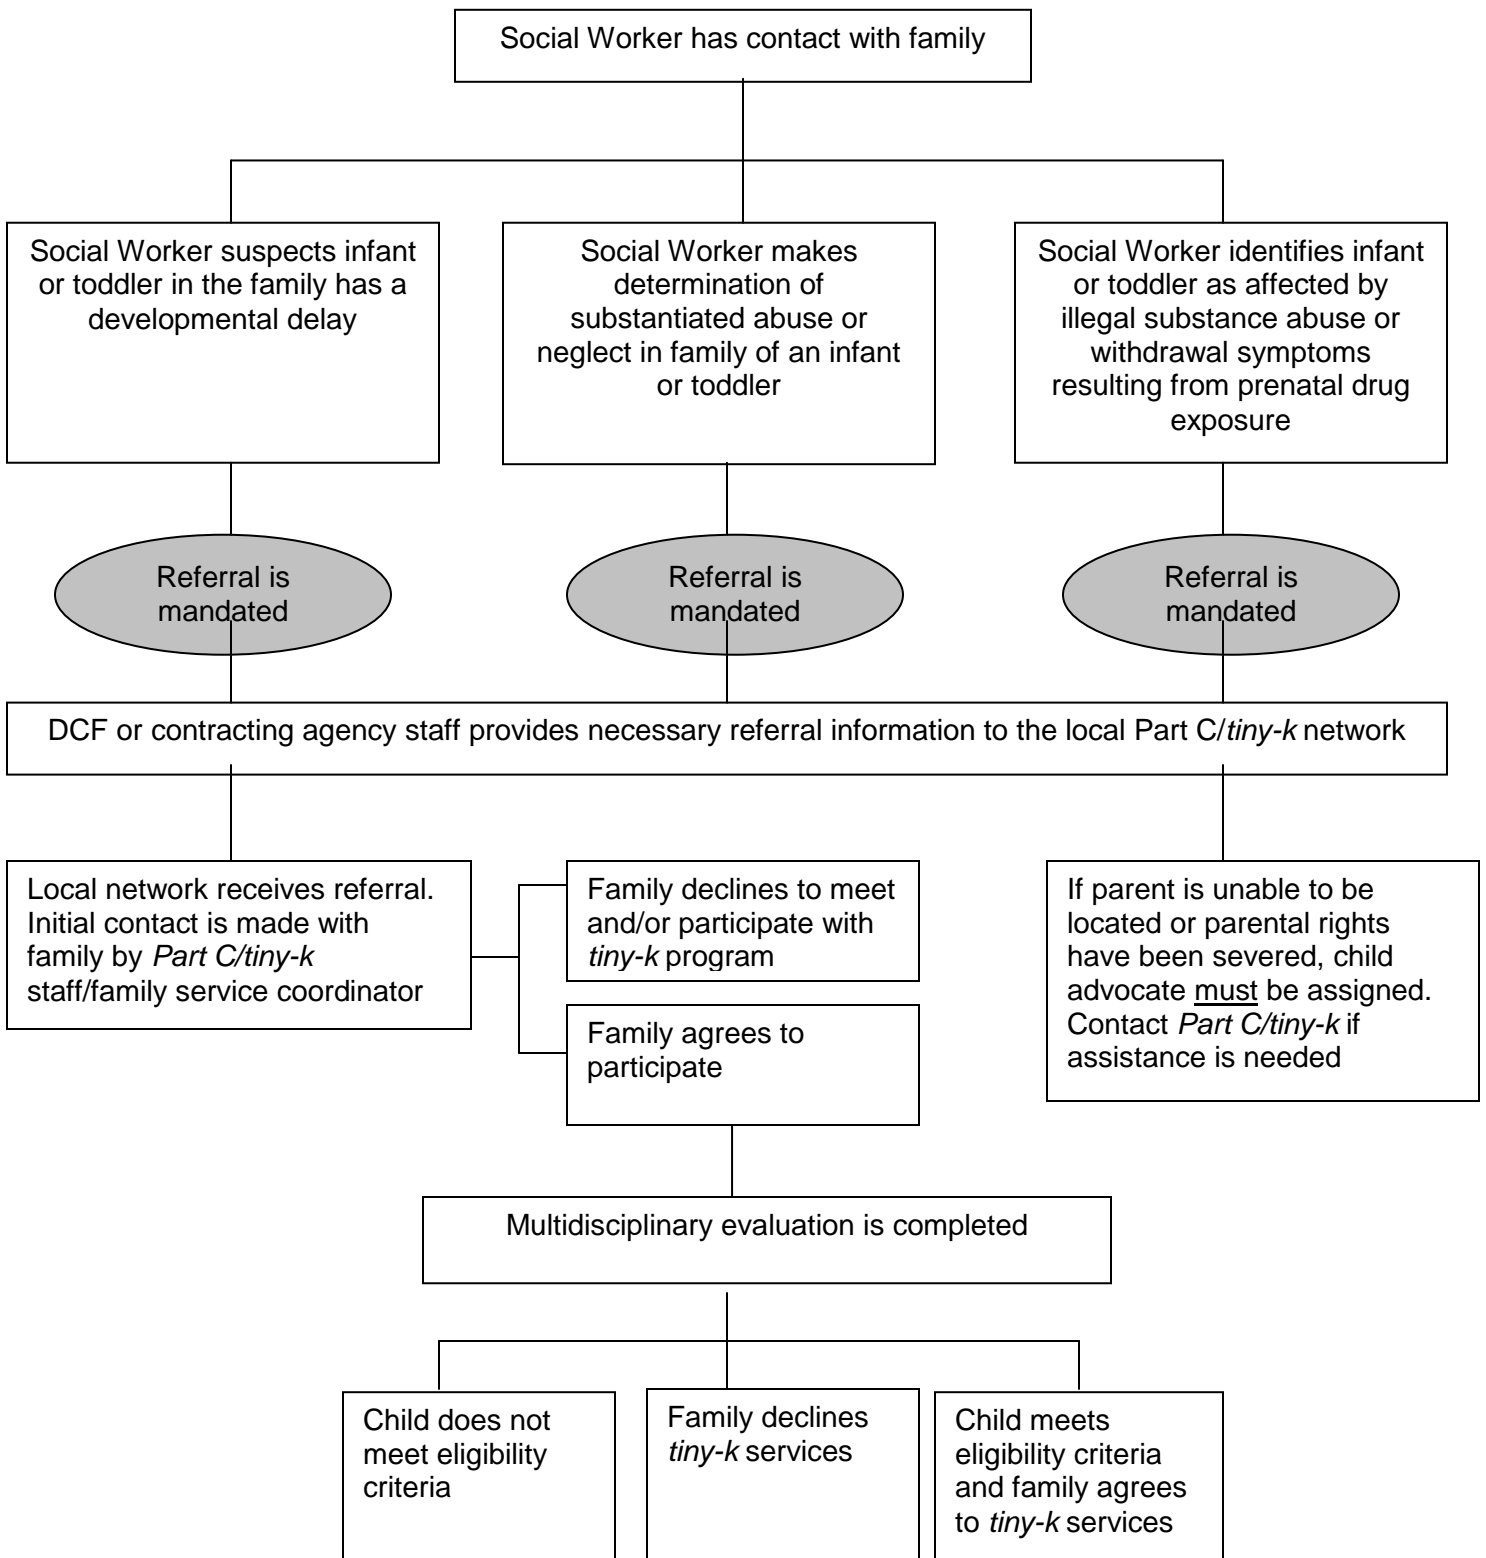 Social Worker has contact with family
Social Worker suspects infant
or toddler in the family has a
developmental delay
Social Worker makes
determination of
substantiated abuse or
neglect in family of an infant
or toddler
Social Worker identifies infant
or toddler as affected by
illegal substance abuse or
withdrawal symptoms
resulting from prenatal drug
exposure
Referral is
mandated
Referral is
mandated
Referral is
mandated
DCF or contracting agency staff provides necessary referral information to the local Part C/tiny-k network
Local network receives referral.
Initial contact is made with
family by Part C/tiny-k
staff/family service coordinator
Family declines to meet
and/or participate with
tiny-k program
Family agrees to
participate
If parent is unable to be
located or parental rights
have been severed, child
advocate must be assigned.
Contact Part C/tiny-k if
assistance is needed
Multidisciplinary evaluation is completed
Child does not
meet eligibility
criteria
Family declines
tiny-k services
Child meets
eligibility criteria
and family agrees
to tiny-k services